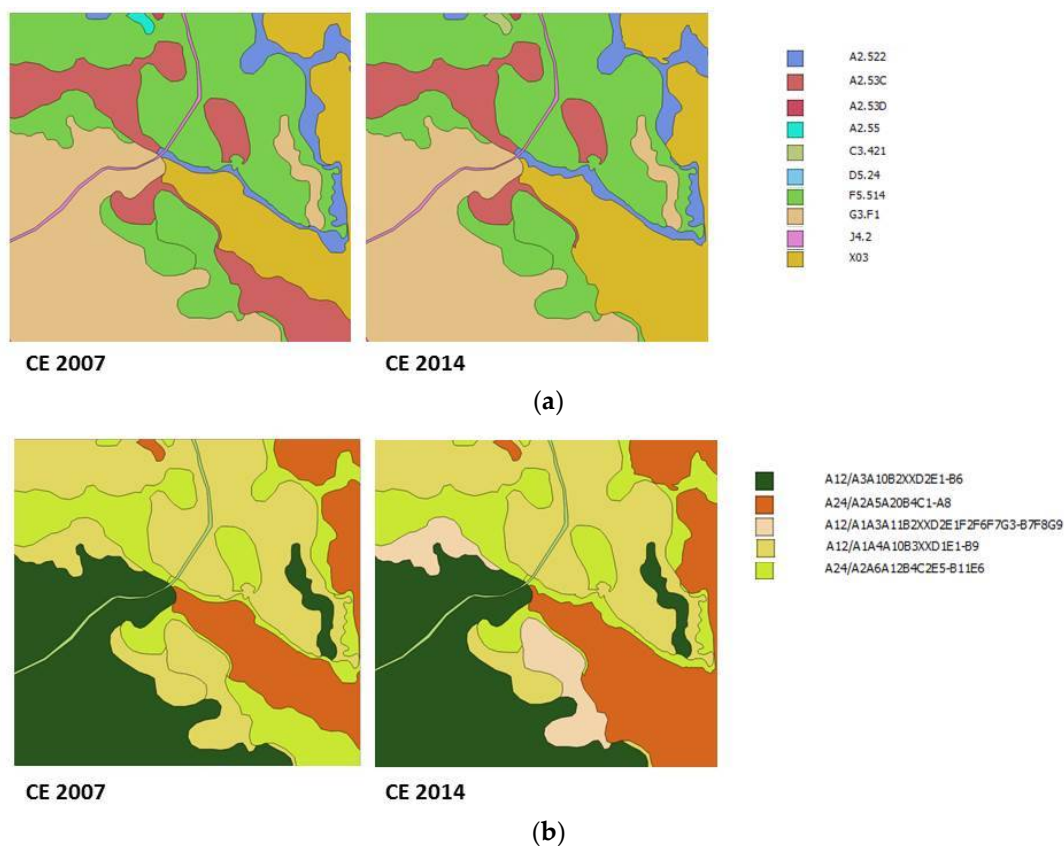 A2.522
A2.53C
A2.53D
A2.55
C3.421
D5.24
F5.514
G3.F1
J4.2
X03
CE 2007 CE 2014
(a)
A12/A3A10B2XXD2E1-B6
A24/A2A5A20B4C1-A8
A12/A1A3A11B2XXD2E1F2F6F7G3-B7F8G9
A12/A1A4A10B3XXD1E1-B9
A24/A2A6A12B4C2E5-B11E6
CE 2007 CE 2014
(b)